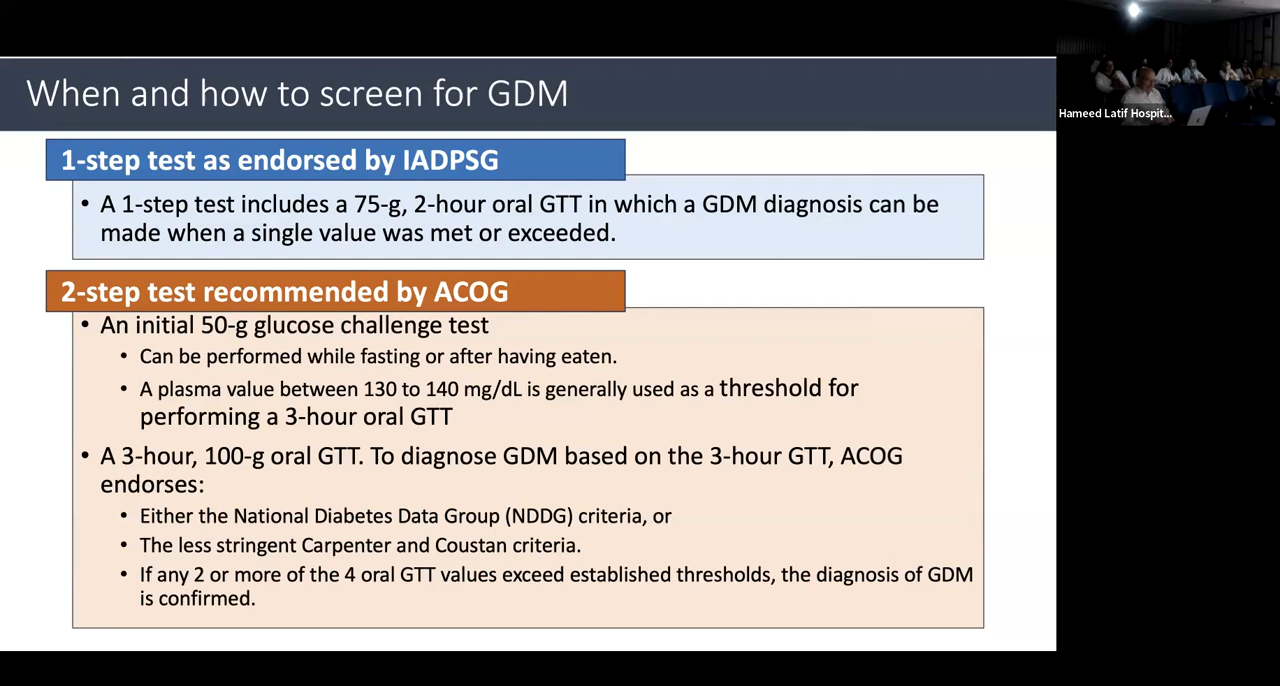 When and how to screen for GDM
Hameed Latif Hospit...
1-step test as endorsed by IADPSG
• A 1-step test includes a 75-g, 2-hour oral GTT in which a GDM diagnosis can be
made when a single value was met or exceeded.
2-step test recommended by ACOG
• An initial 50-g glucose challenge test
• Can be performed while fasting or after having eaten.
• A plasma value between 130 to 140 mg/dL is generally used as a threshold for
performing a 3-hour oral GTT
• A 3-hour, 100-g oral GTT. To diagnose GDM based on the 3-hour GTT, ACOG
endorses:
• Either the National Diabetes Data Group (NDDG) criteria, or
• The less stringent Carpenter and Coustan criteria.
• If any 2 or more of the 4 oral GTT values exceed established thresholds, the diagnosis of GDM
is confirmed.